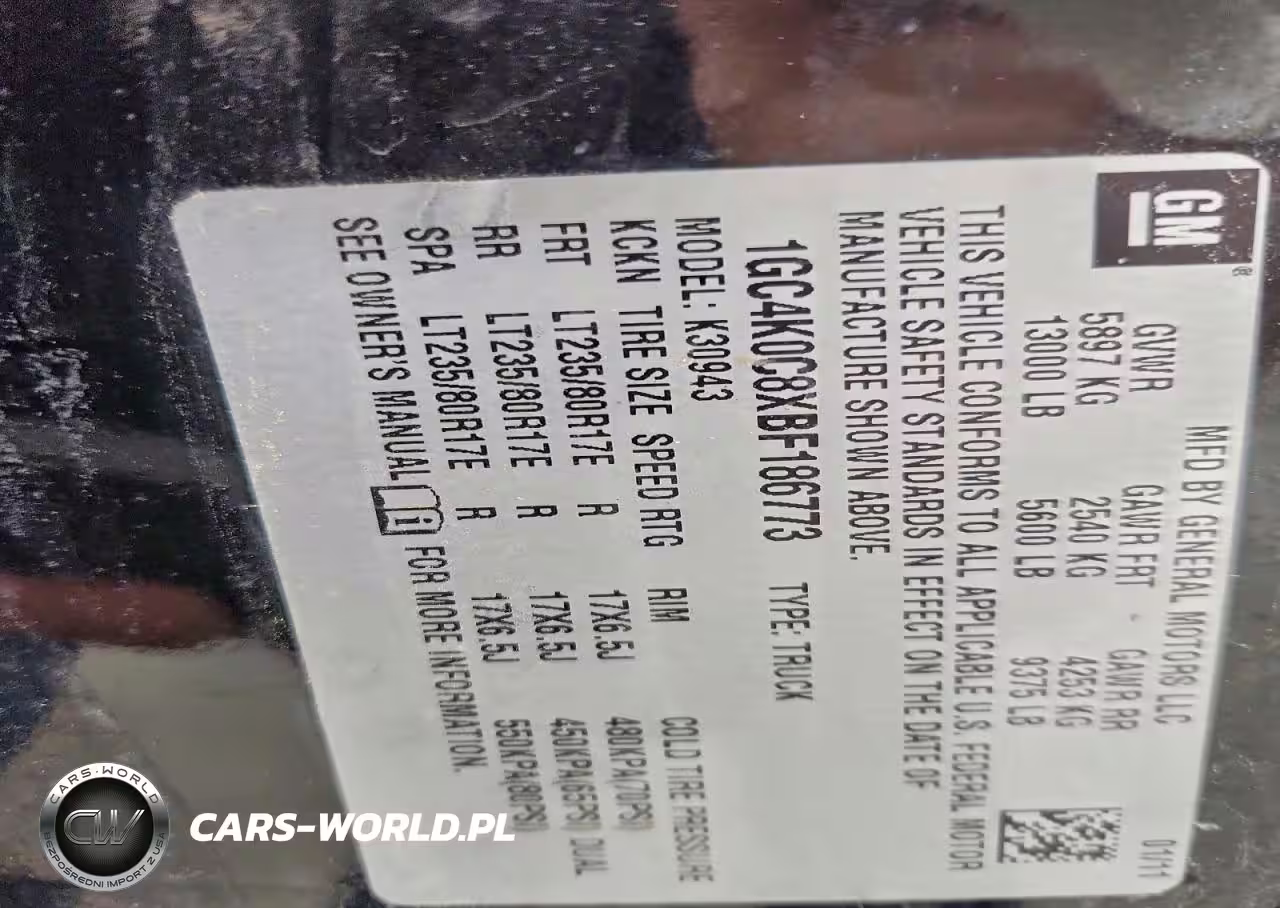 GM ®
MFD BY GENERAL MOTORS LLC 01/11
GVWR GAWR FRT GAWR RR
5897 KG 2540 KG 4253 KG
13000 LB 5600 LB 9375 LB
THIS VEHICLE CONFORMS TO ALL APPLICABLE U.S. FEDERAL MOTOR
VEHICLE SAFETY STANDARDS IN EFFECT ON THE DATE OF
MANUFACTURE SHOWN ABOVE.
1GC4K0C8XBF186773 TYPE: TRUCK
MODEL: K30943
KCKN TIRE SIZE SPEED RTG RIM COLD TIRE PRESSURE
FRT LT235/80R17E R 17X6.5J 480KPA(70PSI)
RR LT235/80R17E R 17X6.5J 450KPA(65PSI) DUAL
SPA LT235/80R17E R 17X6.5J 550KPA(80PSI)
SEE OWNER'S MANUAL FOR MORE INFORMATION.
CARS-WORLD
CW
BEZPOŚREDNI IMPORT Z USA
CARS-WORLD.PL